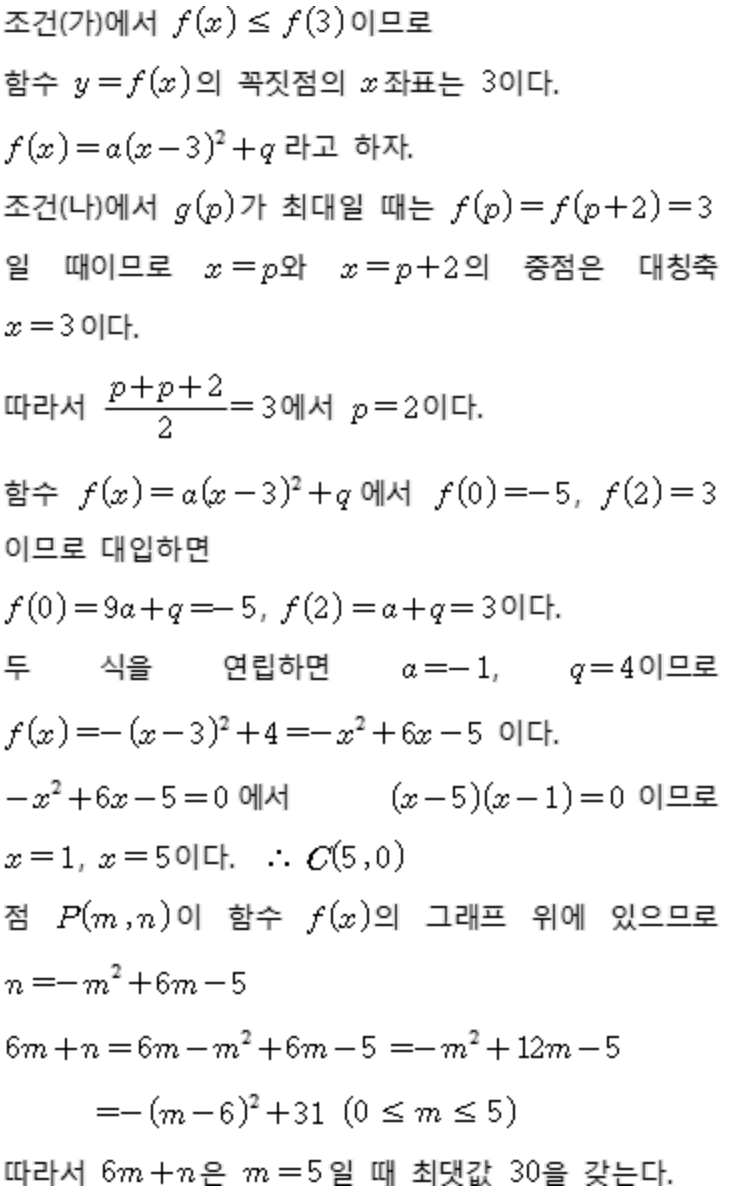 조건(가)에서 f(x) ≤ f(3)이므로
함수 y=f(x)의 꼭짓점의 x좌표는 3이다.
f(x)=a(x-3)²+q 라고 하자.
조건(나)에서 g(p)가 최대일 때는 f(p)=f(p+2)=3
일 때이므로 x=p와 x=p+2의 중점은 대칭축
x=3이다.
따라서 (p+p+2)/2=3에서 p=2이다.
함수 f(x)=a(x-3)²+q 에서 f(0)=-5, f(2)=3
이므로 대입하면
f(0)=9a+q=-5, f(2)=a+q=3이다.
두 식을 연립하면 a=-1, q=4이므로
f(x)=-(x-3)²+4=-x²+6x-5 이다.
-x²+6x-5=0 에서 (x-5)(x-1)=0 이므로
x=1, x=5이다. ∴ C(5,0)
점 P(m,n)이 함수 f(x)의 그래프 위에 있으므로
n=-m²+6m-5
6m+n=6m-m²+6m-5 =-m²+12m-5
=-(m-6)²+31 (0 ≤ m ≤ 5)
따라서 6m+n은 m=5일 때 최댓값 30을 갖는다.